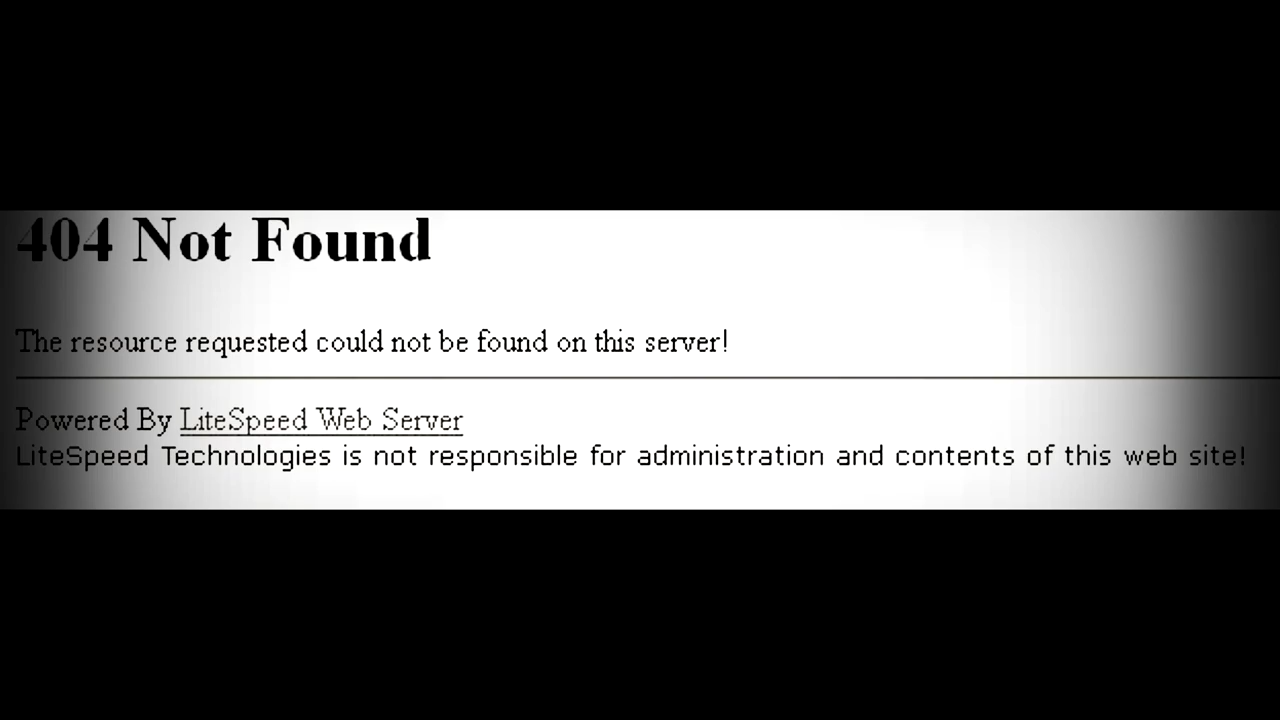 404 Not Found
The resource requested could not be found on this server!
Powered By LiteSpeed Web Server
LiteSpeed Technologies is not responsible for administration and contents of this web site!